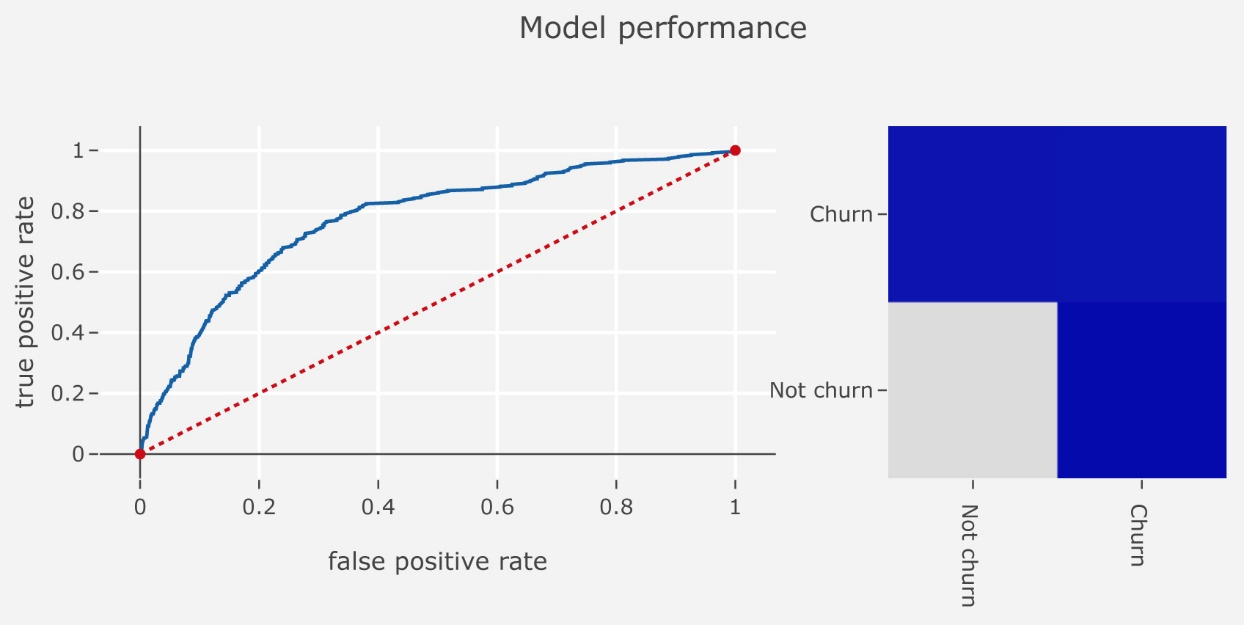 Model performance
true positive rate
1
0.8
0.6
0.4
0.2
0
0
0.2
0.4
0.6
0.8
1
false positive rate
Churn
Not churn
Not churn
Churn